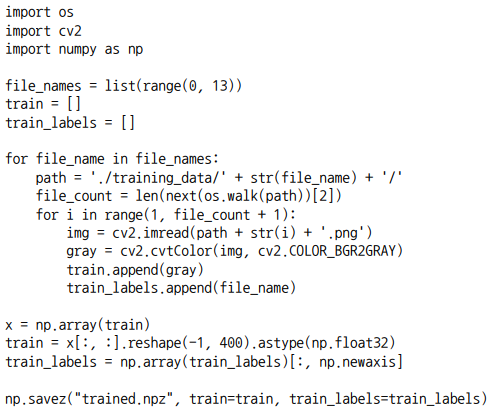 import os
import cv2
import numpy as np

file_names = list(range(0, 13))
train = []
train_labels = []

for file_name in file_names:
    path = './training_data/' + str(file_name) + '/'
    file_count = len(next(os.walk(path))[2])
    for i in range(1, file_count + 1):
        img = cv2.imread(path + str(i) + '.png')
        gray = cv2.cvtColor(img, cv2.COLOR_BGR2GRAY)
        train.append(gray)
        train_labels.append(file_name)

x = np.array(train)
train = x[:, :].reshape(-1, 400).astype(np.float32)
train_labels = np.array(train_labels)[:, np.newaxis]

np.savez("trained.npz", train=train, train_labels=train_labels)